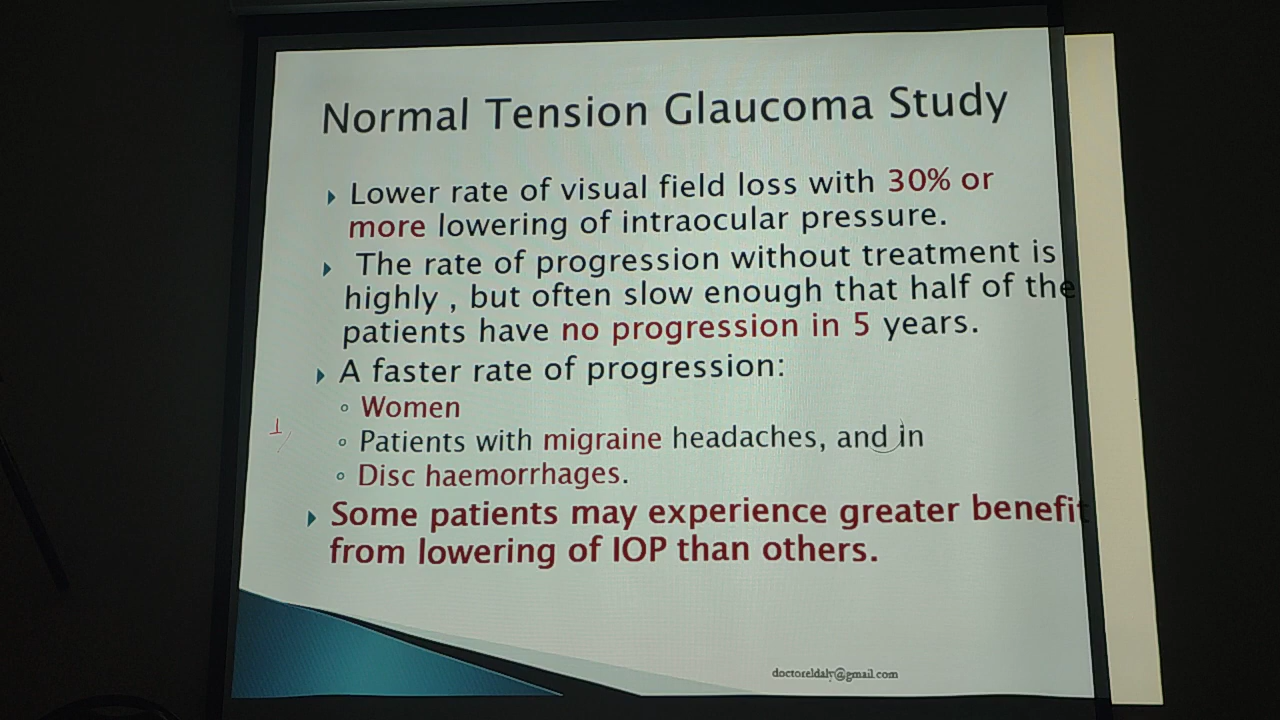 Normal Tension Glaucoma Study
Lower rate of visual field loss with 30% or
more lowering of intraocular pressure.
The rate of progression without treatment is
highly , but often slow enough that half of the
patients have no progression in 5 years.
A faster rate of progression:
Women
Patients with migraine headaches, and in
Disc haemorrhages.
Some patients may experience greater benefit
from lowering of IOP than others.
doctoreldaly@gmail.com